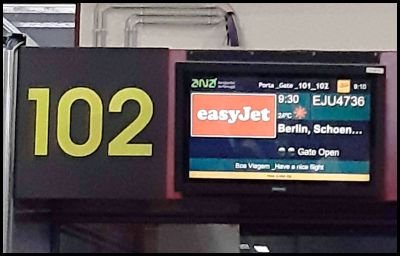 102
ana Porta _Gate _101_102 9:10
easyJet
9:30 EJU4736
24ºC
Berlin, Schoen...
Gate Open
Boa Viagem _Have a nice flight